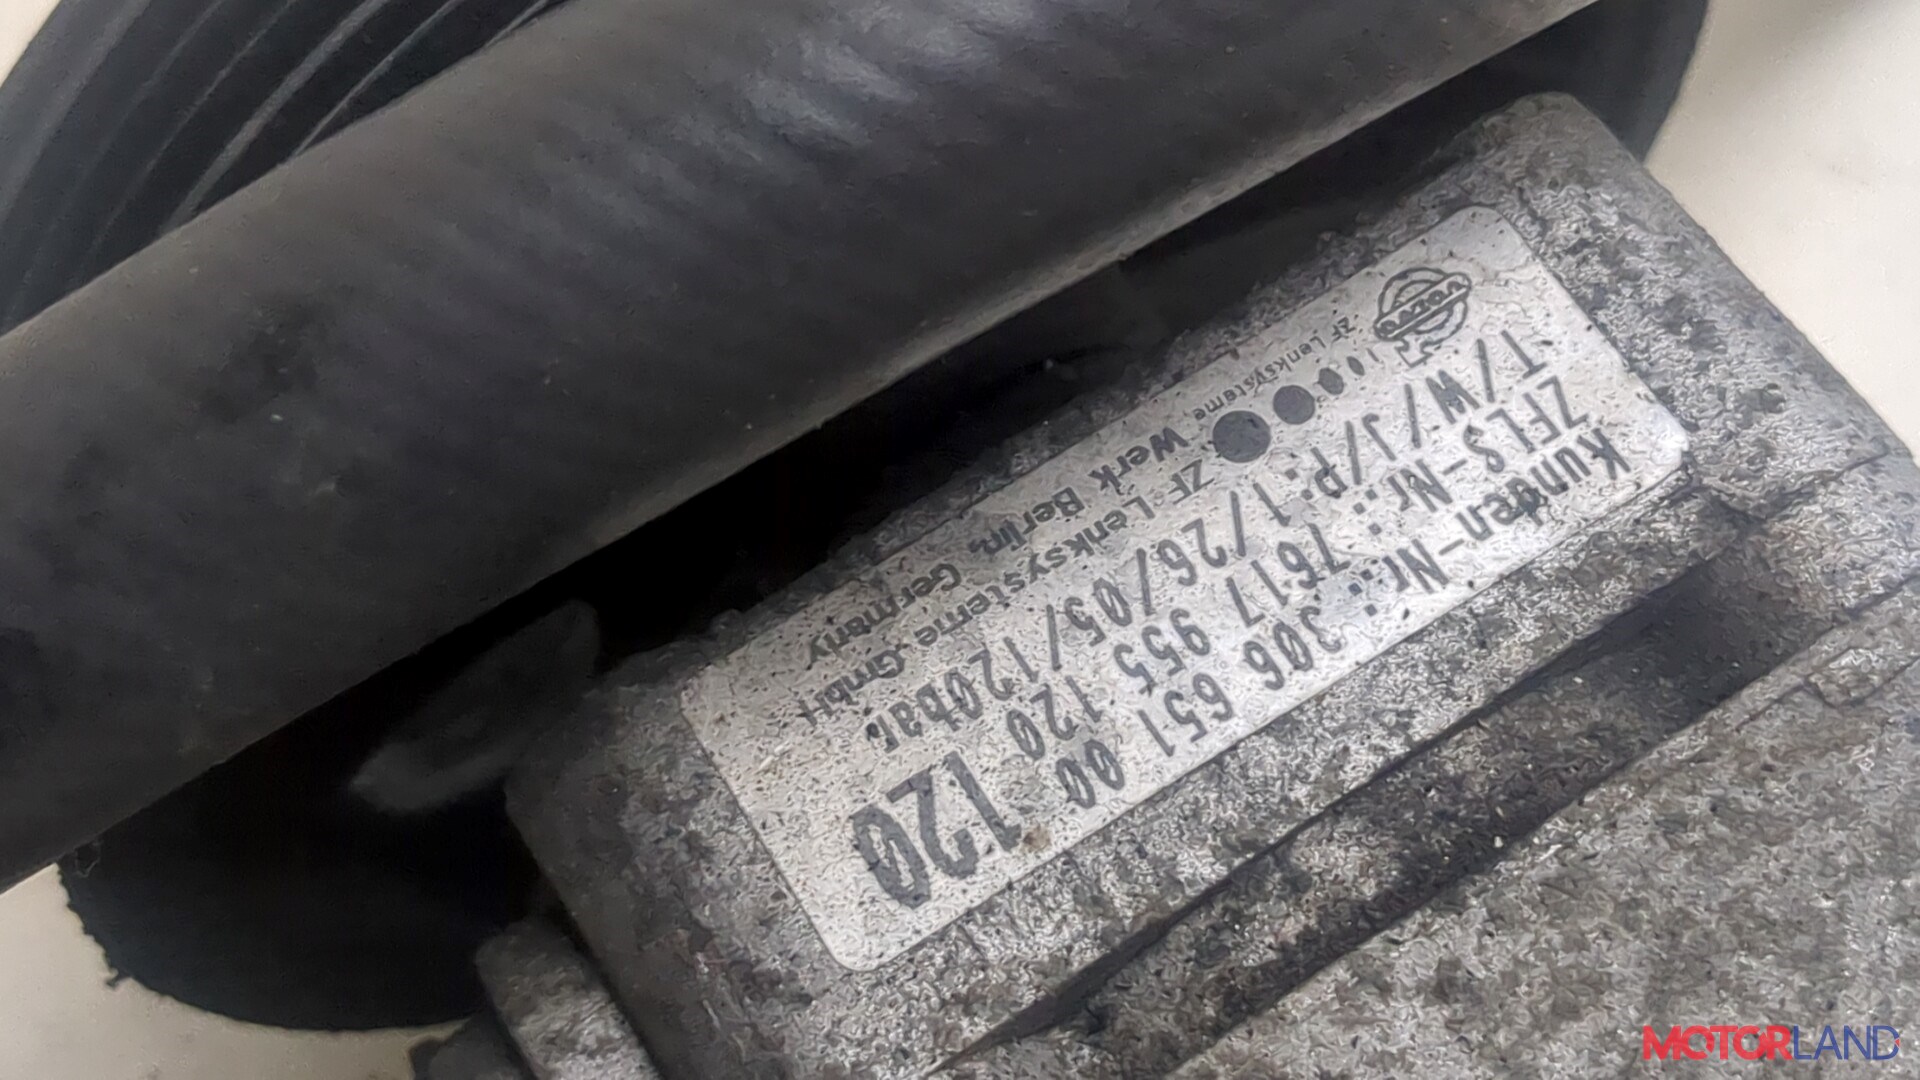 Kunden-Nr.: 306 651 00 120
ZFLS-Nr.: 7617 955 120
T/W/J/P:1/26/05/120bar
ZF Lenksysteme GmbH
Werk Berlin, Germany
ZF Lenksysteme
VOLVO
MOTORLAND